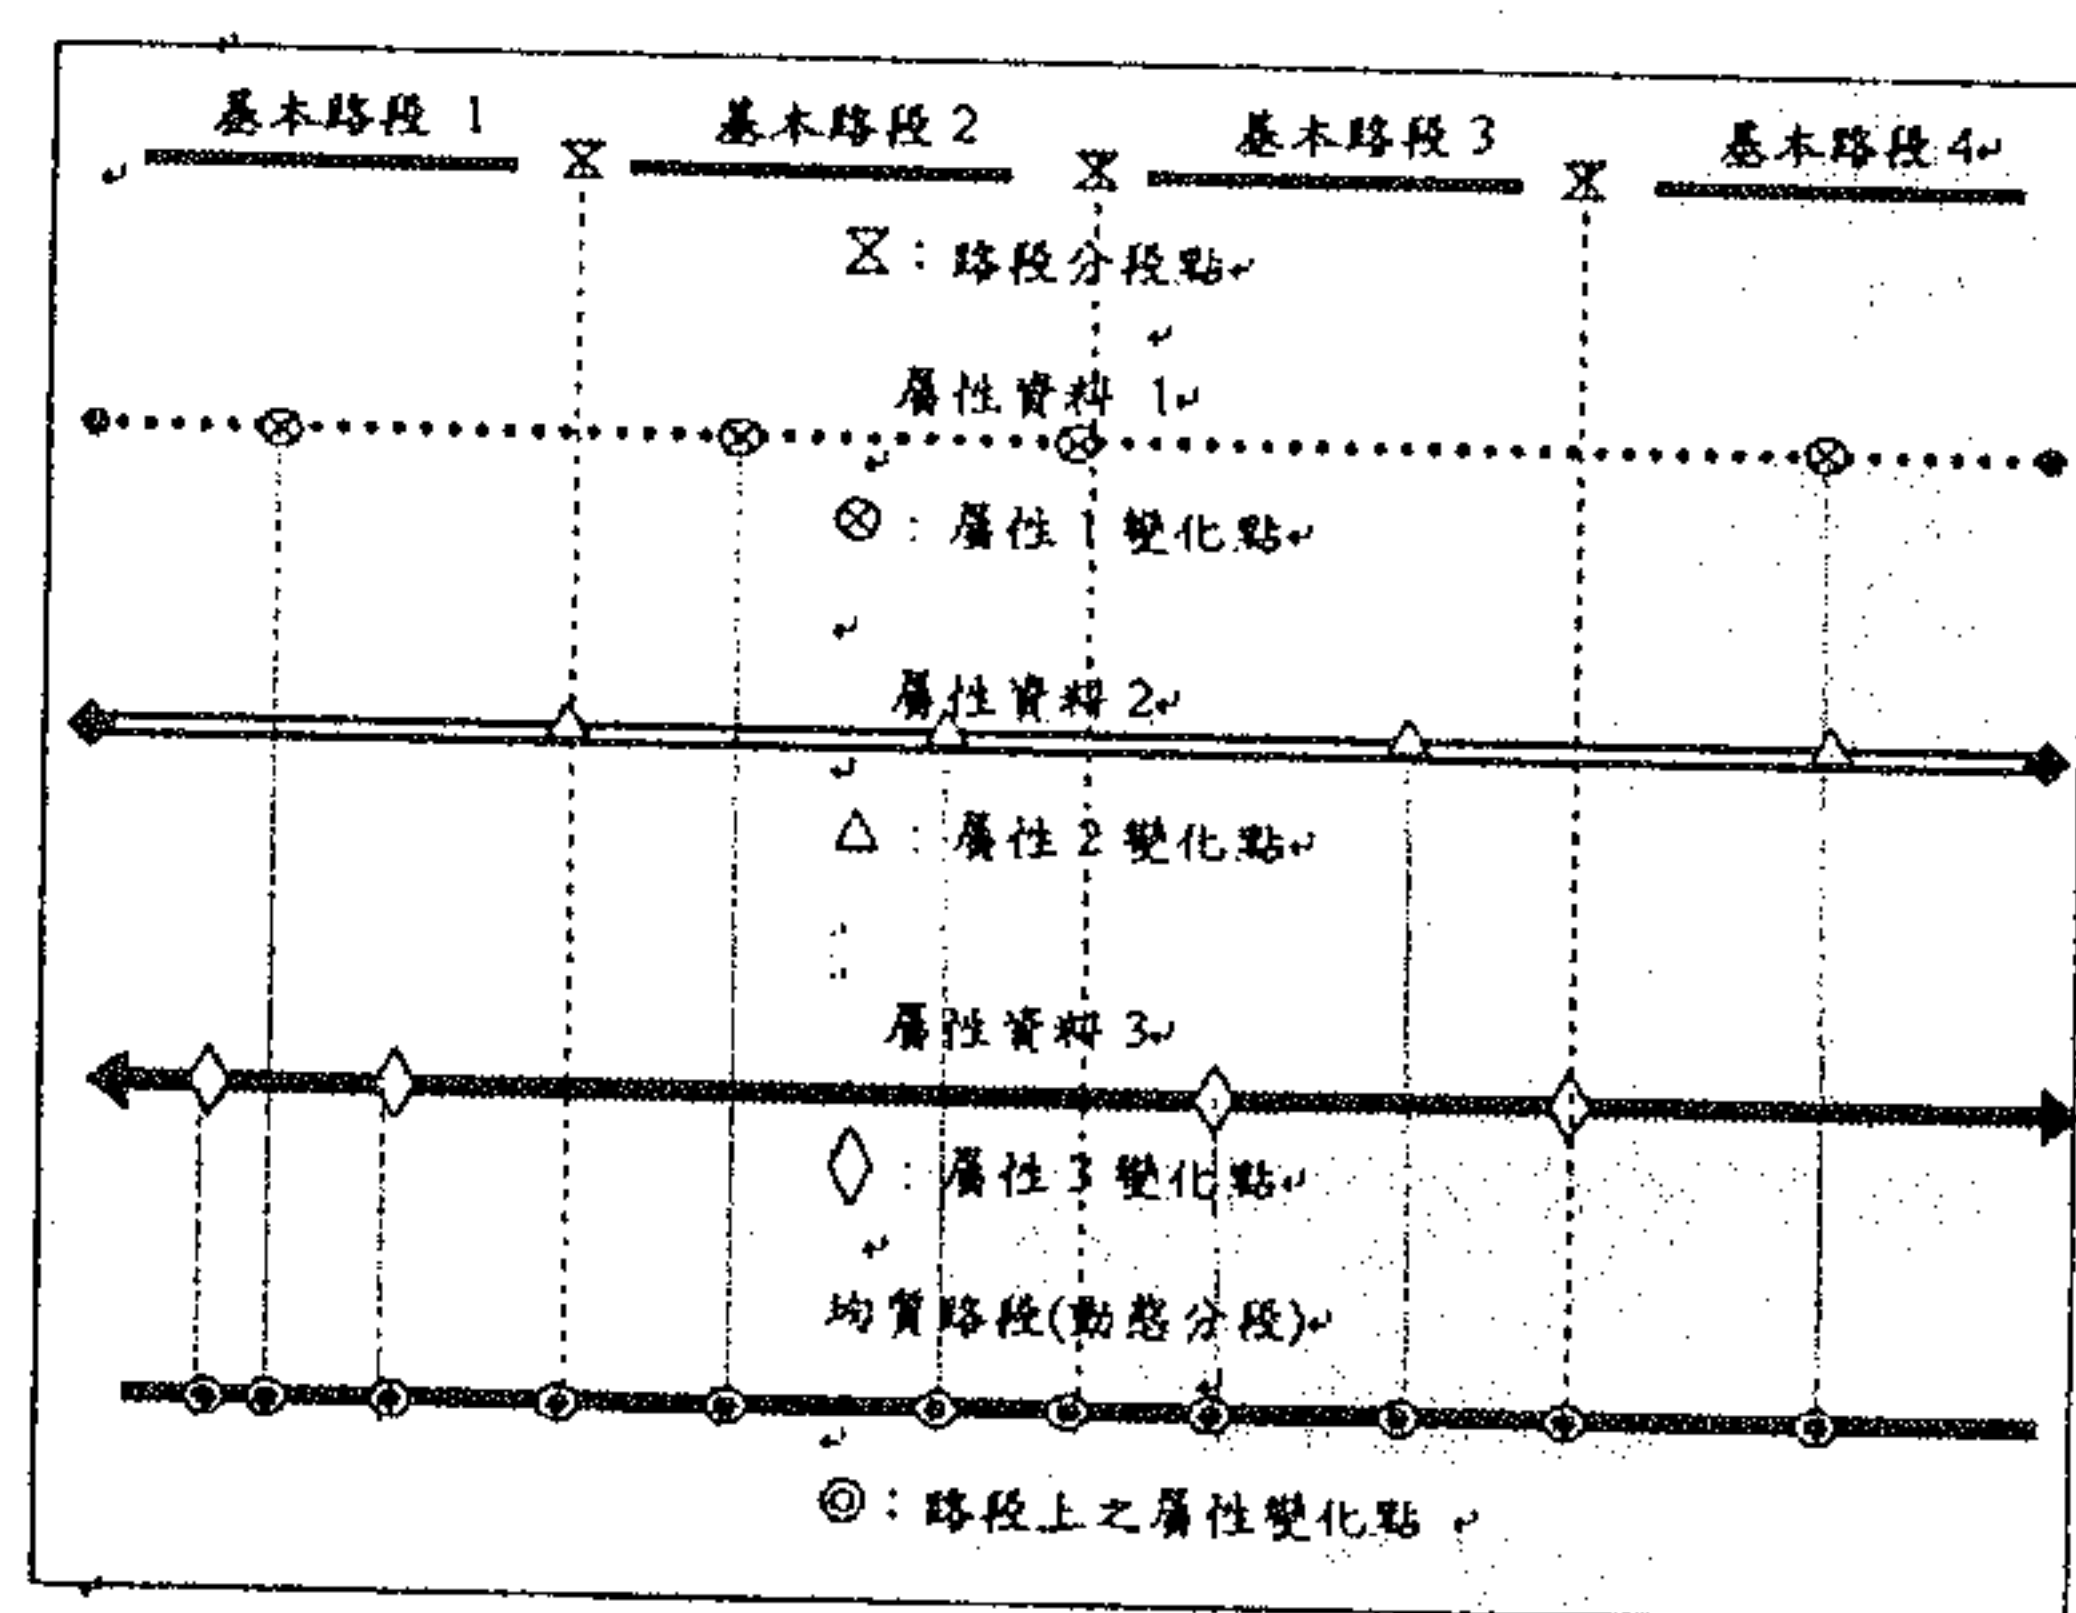 基本路段 1
基本路段 2
基本路段 3
基本路段 4
：路段分段點
屬性資料 1
：屬性 1 變化點
屬性資料 2
：屬性 2 變化點
屬性資料 3
：屬性 3 變化點
均質路段(動態分段)
：路段上之屬性變化點